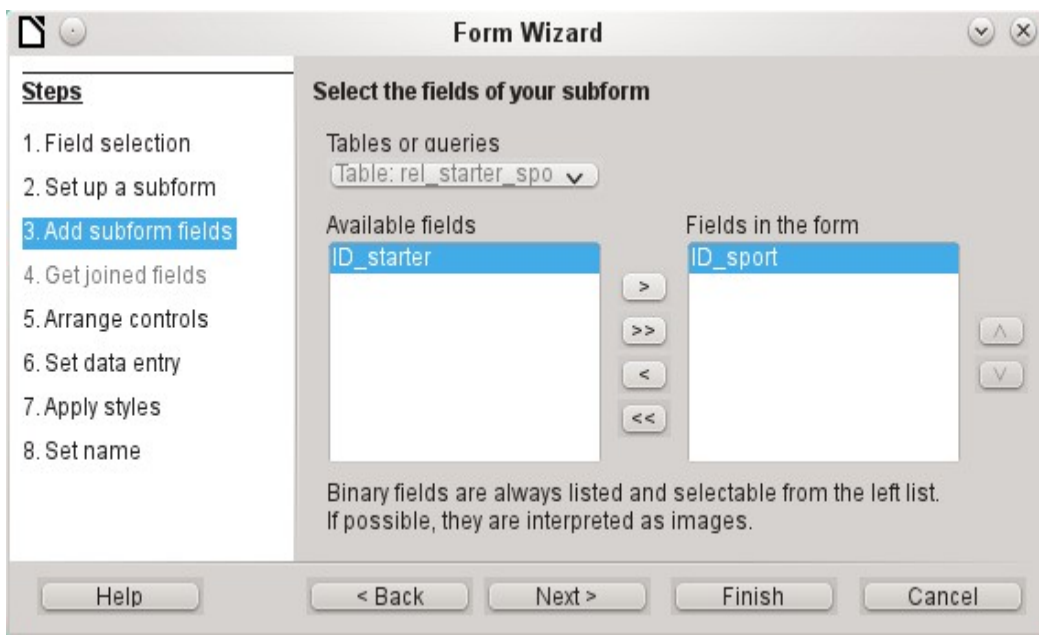 Form Wizard
Steps
1. Field selection
2. Set up a subform
3. Add subform fields
4. Get joined fields
5. Arrange controls
6. Set data entry
7. Apply styles
8. Set name
Select the fields of your subform
Tables or queries
Table: rel_starter_spo
Available fields
ID_starter
>
>>
<
<<
Fields in the form
ID_sport
Binary fields are always listed and selectable from the left list.
If possible, they are interpreted as images.
Help
< Back
Next >
Finish
Cancel